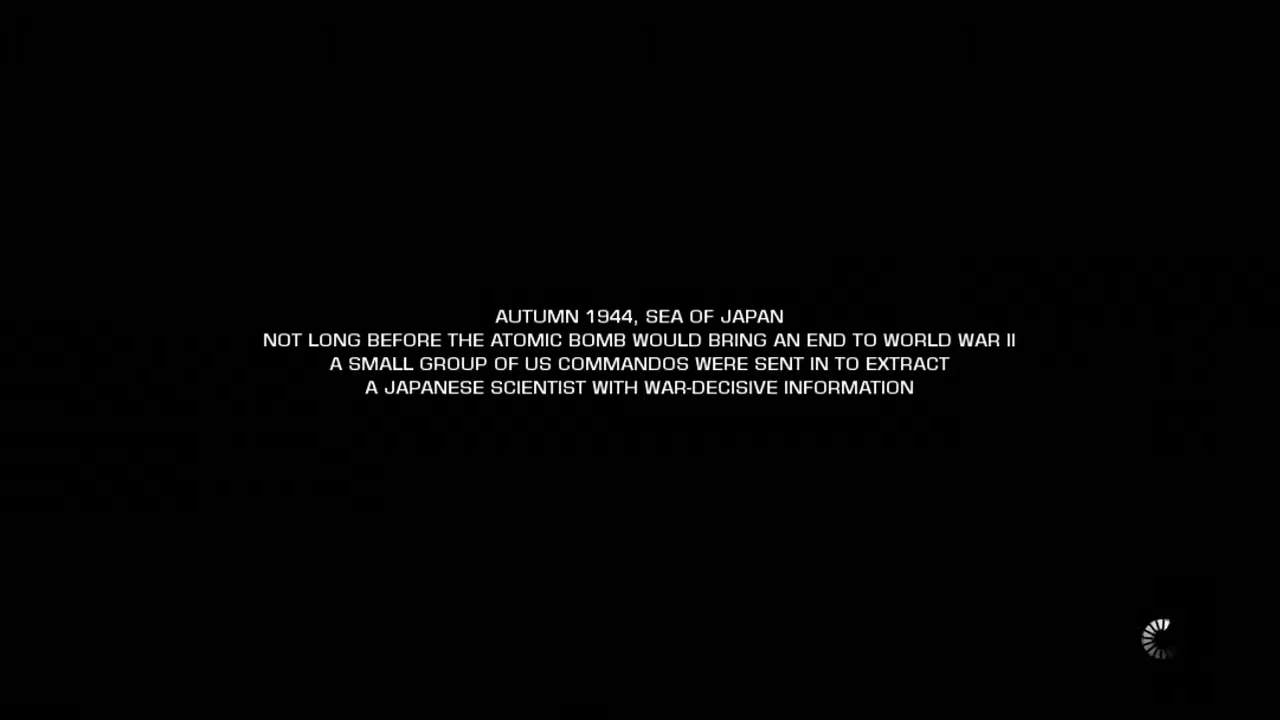 AUTUMN 1944, SEA OF JAPAN
NOT LONG BEFORE THE ATOMIC BOMB WOULD BRING AN END TO WORLD WAR II
A SMALL GROUP OF US COMMANDOS WERE SENT IN TO EXTRACT
A JAPANESE SCIENTIST WITH WAR-DECISIVE INFORMATION